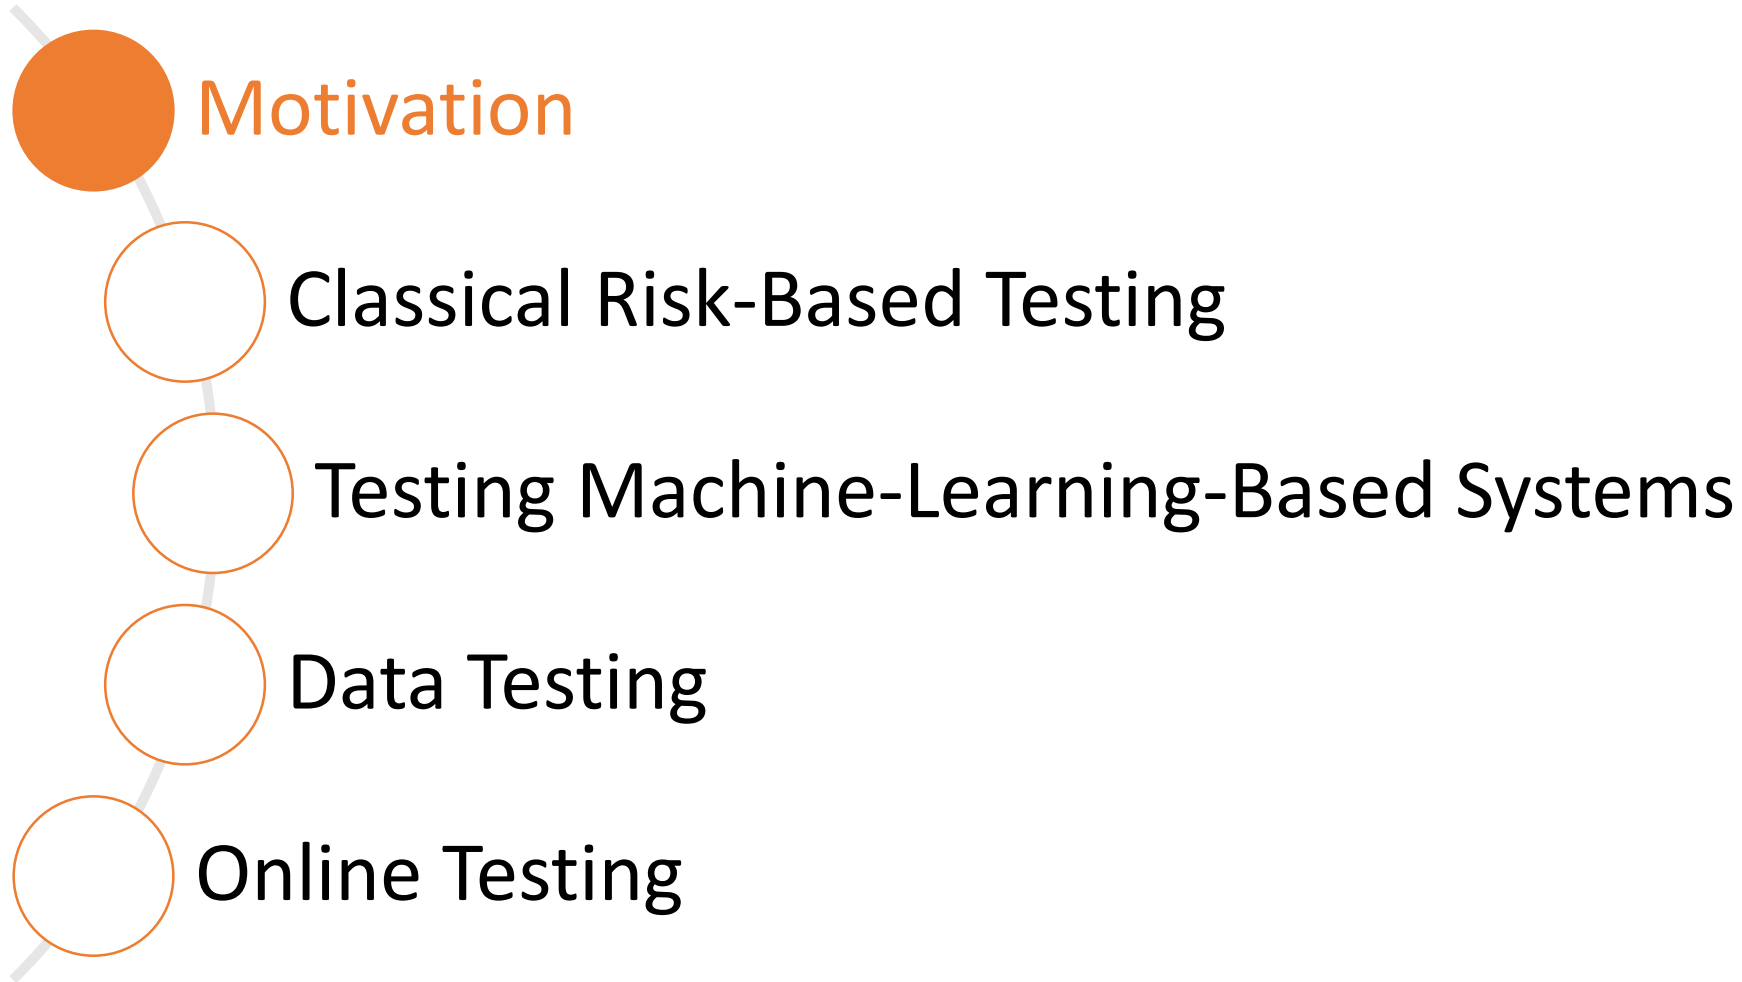 Motivation
Classical Risk-Based Testing
Testing Machine-Learning-Based Systems
Data Testing
Online Testing